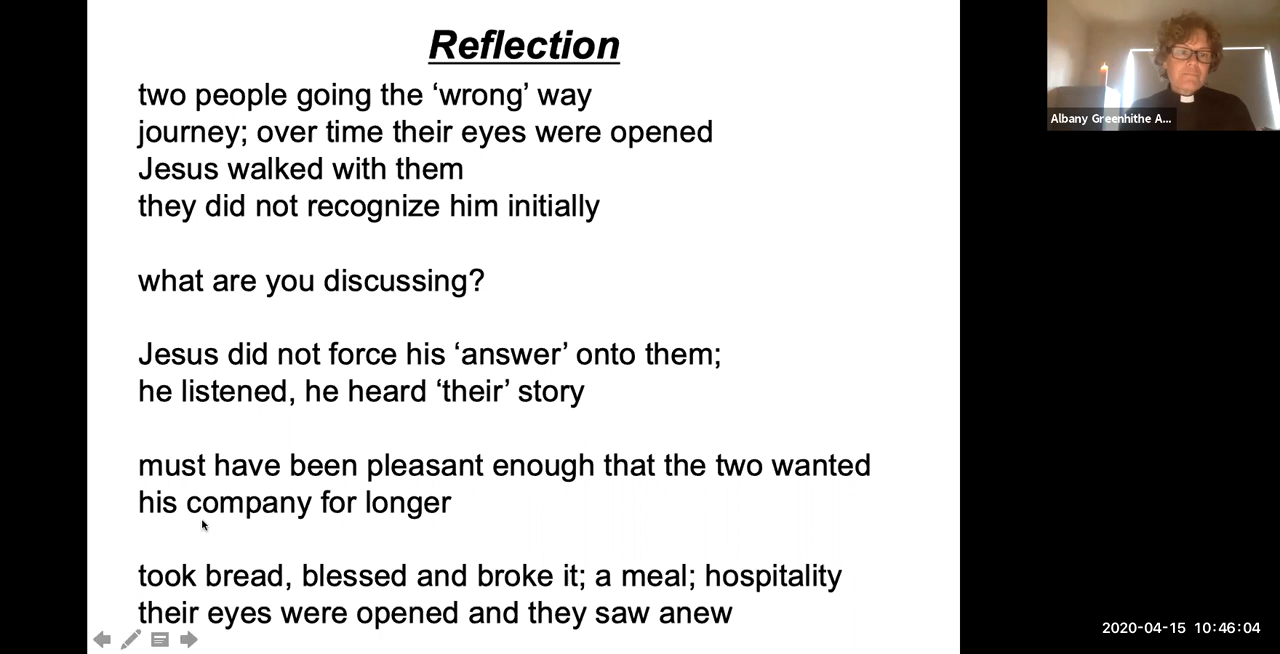 Reflection
two people going the ‘wrong’ way
journey; over time their eyes were opened
Jesus walked with them
they did not recognize him initially
what are you discussing?
Jesus did not force his ‘answer’ onto them;
he listened, he heard ‘their’ story
must have been pleasant enough that the two wanted
his company for longer
took bread, blessed and broke it; a meal; hospitality
their eyes were opened and they saw anew
Albany Greenhithe A...
2020-04-15 10:46:04